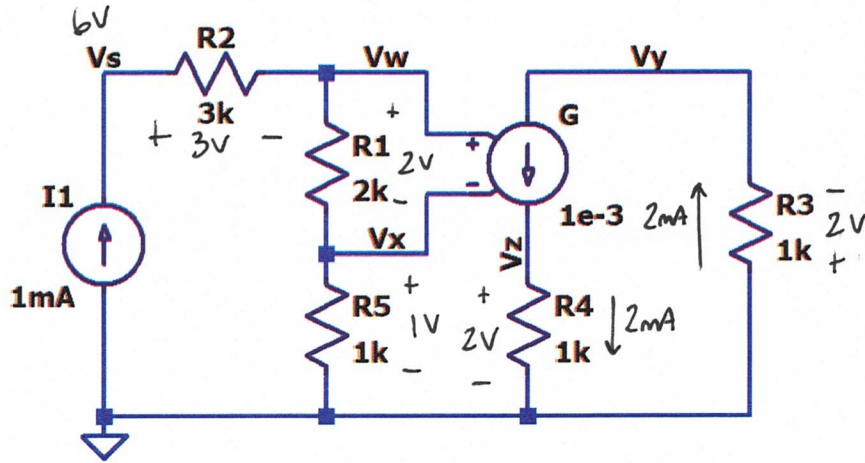 6V
Vs
R2
3k
+ 3V -
Vw
Vy
G
+
-
1e-3
I1
1mA
R1
2k
+
2V
-
Vx
Vz
R5
1k
+
1V
-
+
2V
-
R4
1k
2mA
2mA
R3
1k
-
2V
+